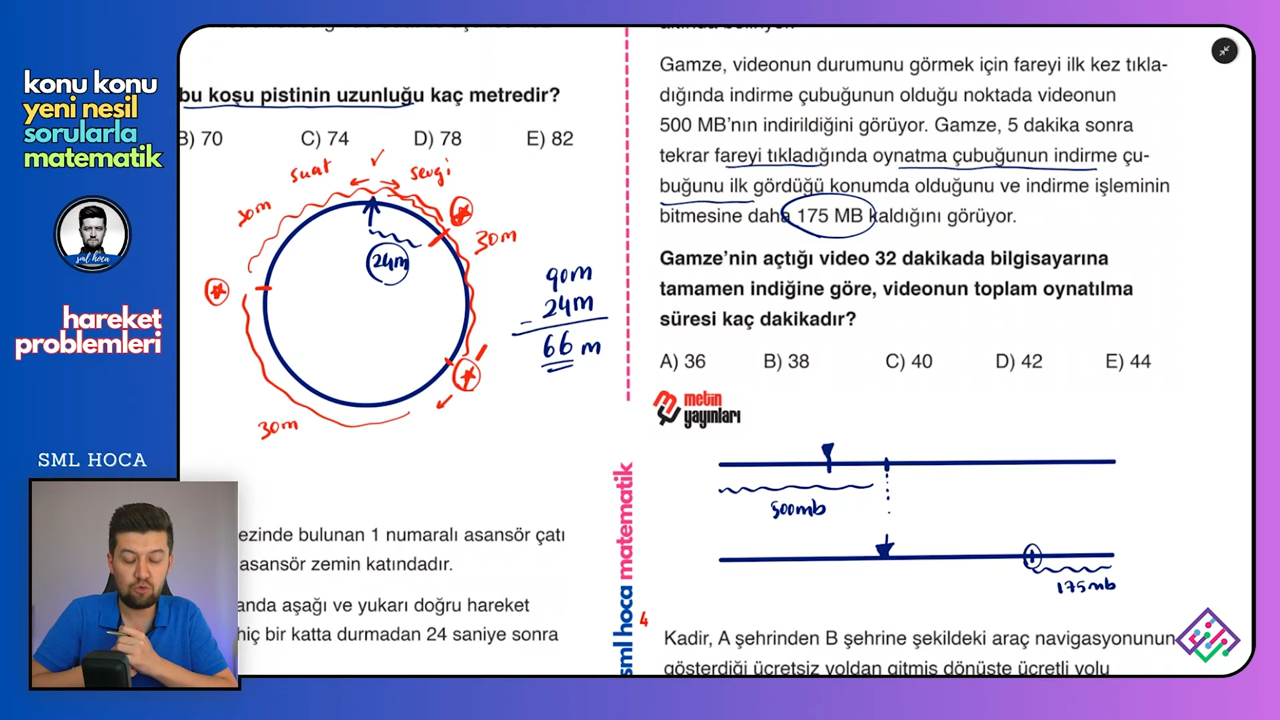 konu konu
yeni nesil
sorularla
matematik
sml hoca
hareket
problemleri
SML HOCA
bu koşu pistinin uzunluğu kaç metredir?
B) 70 C) 74 D) 78 E) 82
suat
sevgi
30m
30m
24m
30m
90m
- 24m
66 m
ezinde bulunan 1 numaralı asansör çatı
asansör zemin katındadır.
anda aşağı ve yukarı doğru hareket
hiç bir katta durmadan 24 saniye sonra
sml hoca matematik
Gamze, videonun durumunu görmek için fareyi ilk kez tıkla-
dığında indirme çubuğunun olduğu noktada videonun
500 MB'nın indirildiğini görüyor. Gamze, 5 dakika sonra
tekrar fareyi tıkladığında oynatma çubuğunun indirme çu-
buğunu ilk gördüğü konumda olduğunu ve indirme işleminin
bitmesine daha 175 MB kaldığını görüyor.
Gamze'nin açtığı video 32 dakikada bilgisayarına
tamamen indiğine göre, videonun toplam oynatılma
süresi kaç dakikadır?
A) 36 B) 38 C) 40 D) 42 E) 44
metin
yayınları
500mb
175mb
4
Kadir, A şehrinden B şehrine şekildeki araç navigasyonunun
gösterdiği ücretsiz yoldan gitmiş dönüşte ücretli yolu